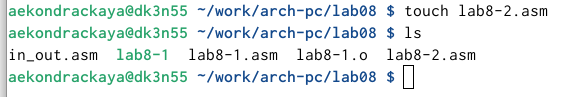 aekondrackaya@dk3n55 ~/work/arch-pc/lab08 $ touch lab8-2.asm
aekondrackaya@dk3n55 ~/work/arch-pc/lab08 $ ls
in_out.asm  lab8-1  lab8-1.asm  lab8-1.o  lab8-2.asm
aekondrackaya@dk3n55 ~/work/arch-pc/lab08 $